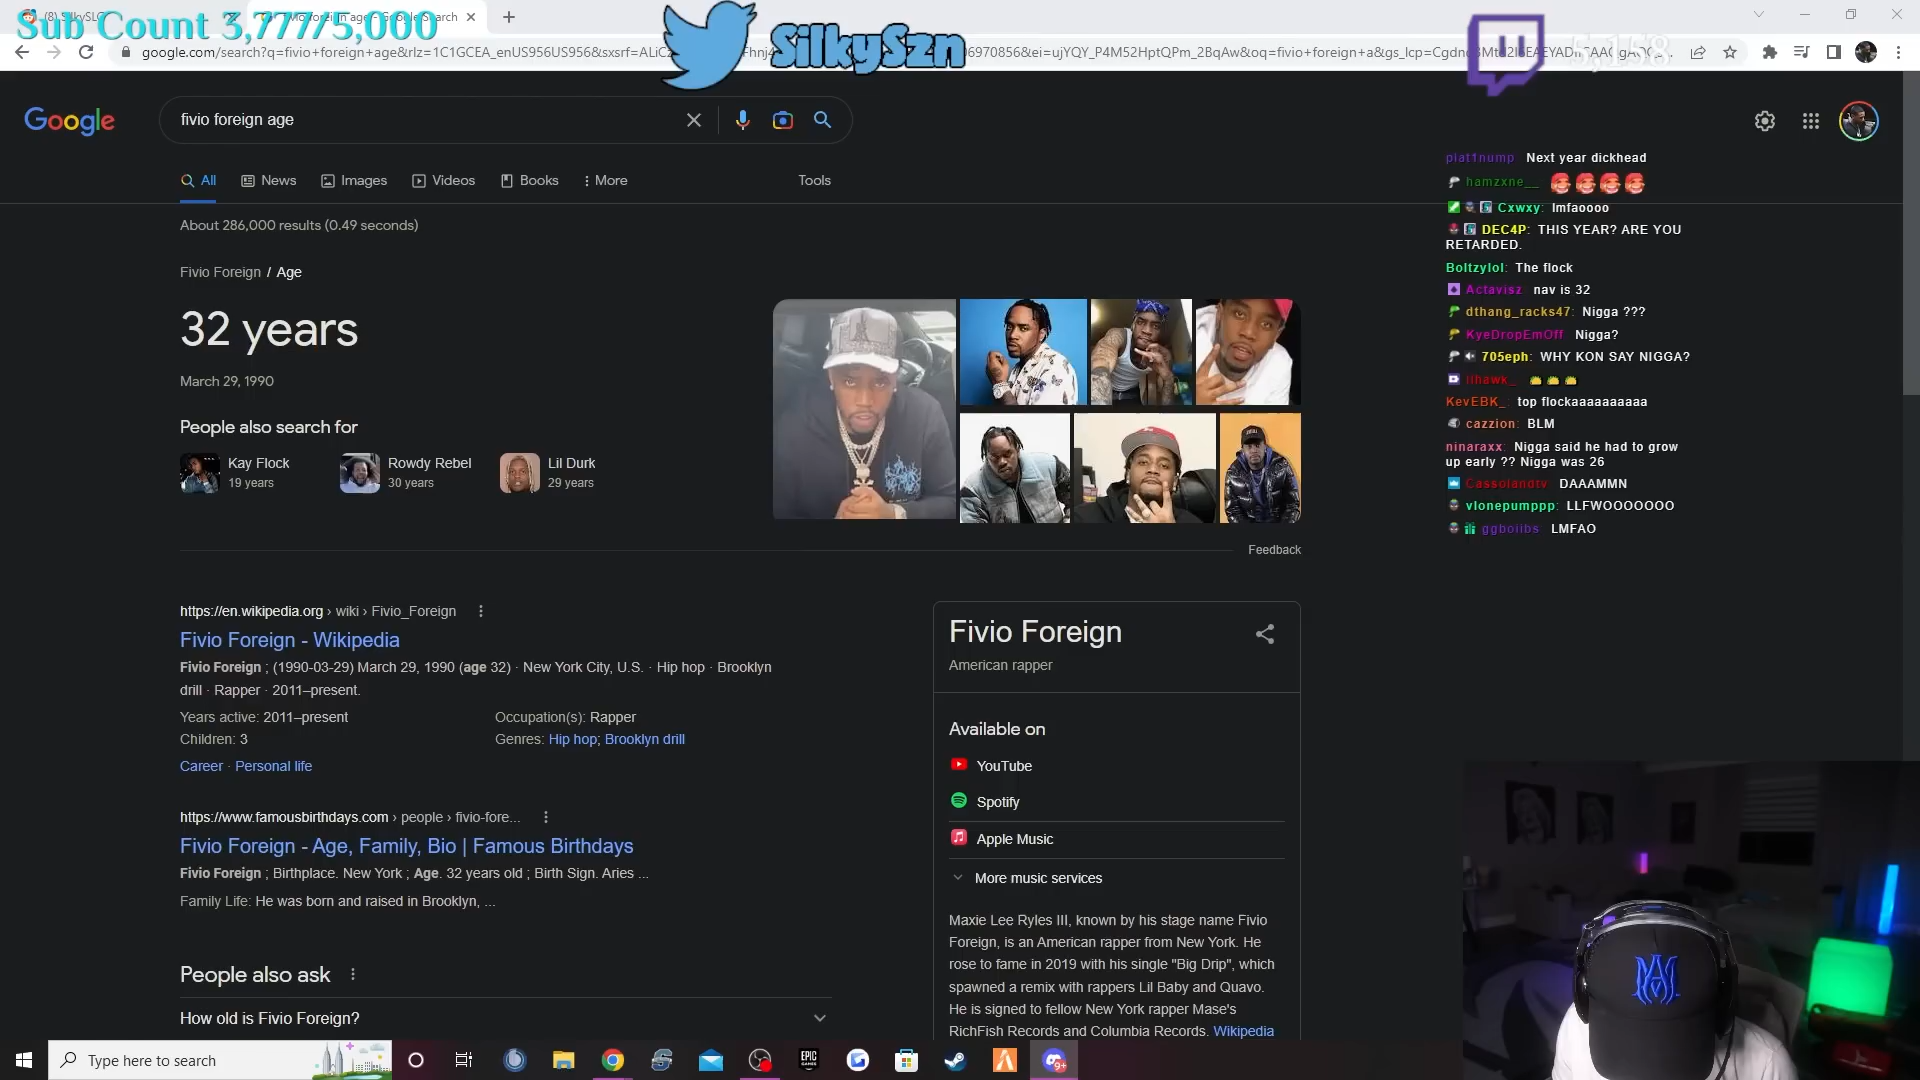 Sub Count 3,777/5,000
SilkySzn
5,158
Google
fivio foreign age
All
News
Images
Videos
Books
More
Tools
About 286,000 results (0.49 seconds)
Fivio Foreign / Age
32 years
March 29, 1990
People also search for
Kay Flock
19 years
Rowdy Rebel
30 years
Lil Durk
29 years
Feedback
https://en.wikipedia.org › wiki › Fivio_Foreign
Fivio Foreign - Wikipedia
Fivio Foreign ; (1990-03-29) March 29, 1990 (age 32) · New York City, U.S. · Hip hop · Brooklyn
drill · Rapper · 2011–present.
Years active: 2011–present
Occupation(s): Rapper
Children: 3
Genres: Hip hop; Brooklyn drill
Career · Personal life
https://www.famousbirthdays.com › people › fivio-fore...
Fivio Foreign - Age, Family, Bio | Famous Birthdays
Fivio Foreign ; Birthplace. New York ; Age. 32 years old ; Birth Sign. Aries ...
Family Life: He was born and raised in Brooklyn, ...
People also ask
How old is Fivio Foreign?
Fivio Foreign
American rapper
Available on
YouTube
Spotify
Apple Music
More music services
Maxie Lee Ryles III, known by his stage name Fivio
Foreign, is an American rapper from New York. He
rose to fame in 2019 with his single "Big Drip", which
spawned a remix with rappers Lil Baby and Quavo.
He is signed to fellow New York rapper Mase's
RichFish Records and Columbia Records. Wikipedia
plat1nump Next year dickhead
hamzxne__
Cxwxy: lmfaoooo
DEC4P: THIS YEAR? ARE YOU
RETARDED.
Boltzylol: The flock
Actavisz nav is 32
dthang_racks47: Nigga ???
KyeDropEmOff Nigga?
705eph: WHY KON SAY NIGGA?
ilhawk_
KevEBK_: top flockaaaaaaaaaa
cazzion: BLM
ninaraxx: Nigga said he had to grow
up early ?? Nigga was 26
Cassolandtv DAAAMMN
vlonepumppp: LLFWOOOOOOO
ggboiibs LMFAO
Type here to search